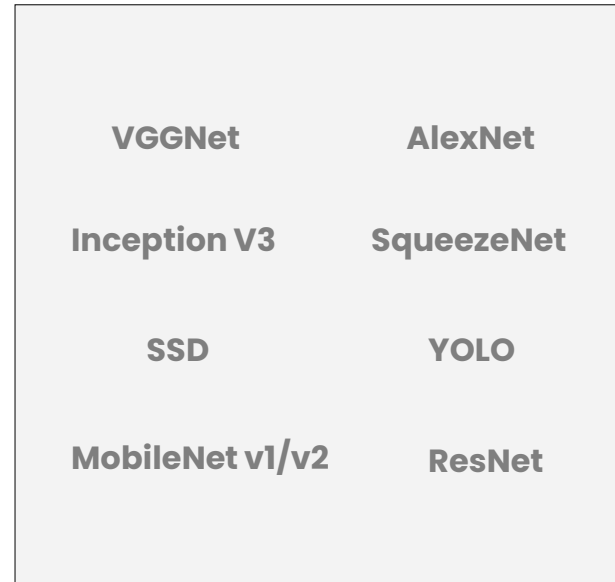 VGGNet AlexNet
Inception V3 SqueezeNet
SSD YOLO
MobileNet v1/v2 ResNet